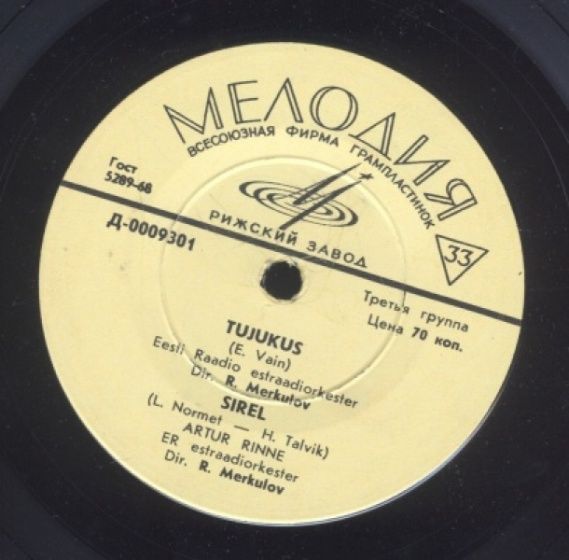 МЕЛОДИЯ
ВСЕСОЮЗНАЯ ФИРМА ГРАМПЛАСТИНОК
Гост
5289-68
РИЖСКИЙ ЗАВОД
33
Д-0009301
Третья группа
Цена 70 коп.
TUJUKUS
(E. Vain)
Eesti Raadio estraadiorkester
Dir. R. Merkulov
SIREL
(L. Normet — H. Talvik)
ARTUR RINNE
ER estraadiorkester
Dir. R. Merkulov